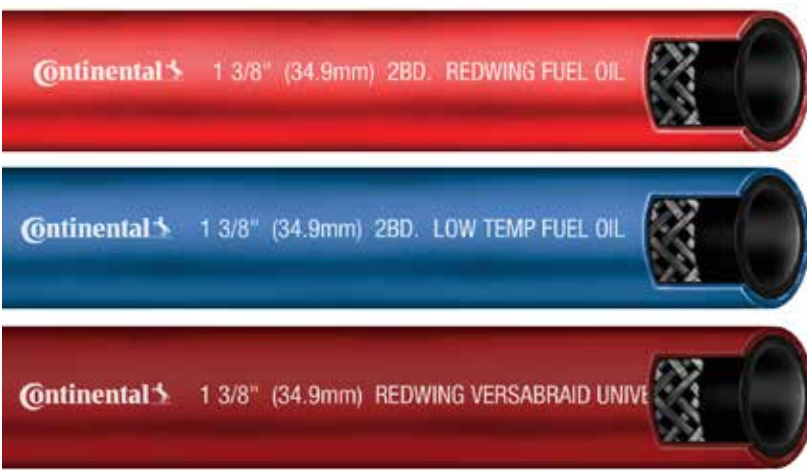 Continental 1 3/8" (34.9mm) 2BD. REDWING FUEL OIL
Continental 1 3/8" (34.9mm) 2BD. LOW TEMP FUEL OIL
Continental 1 3/8" (34.9mm) REDWING VERSABRAID UNIVE